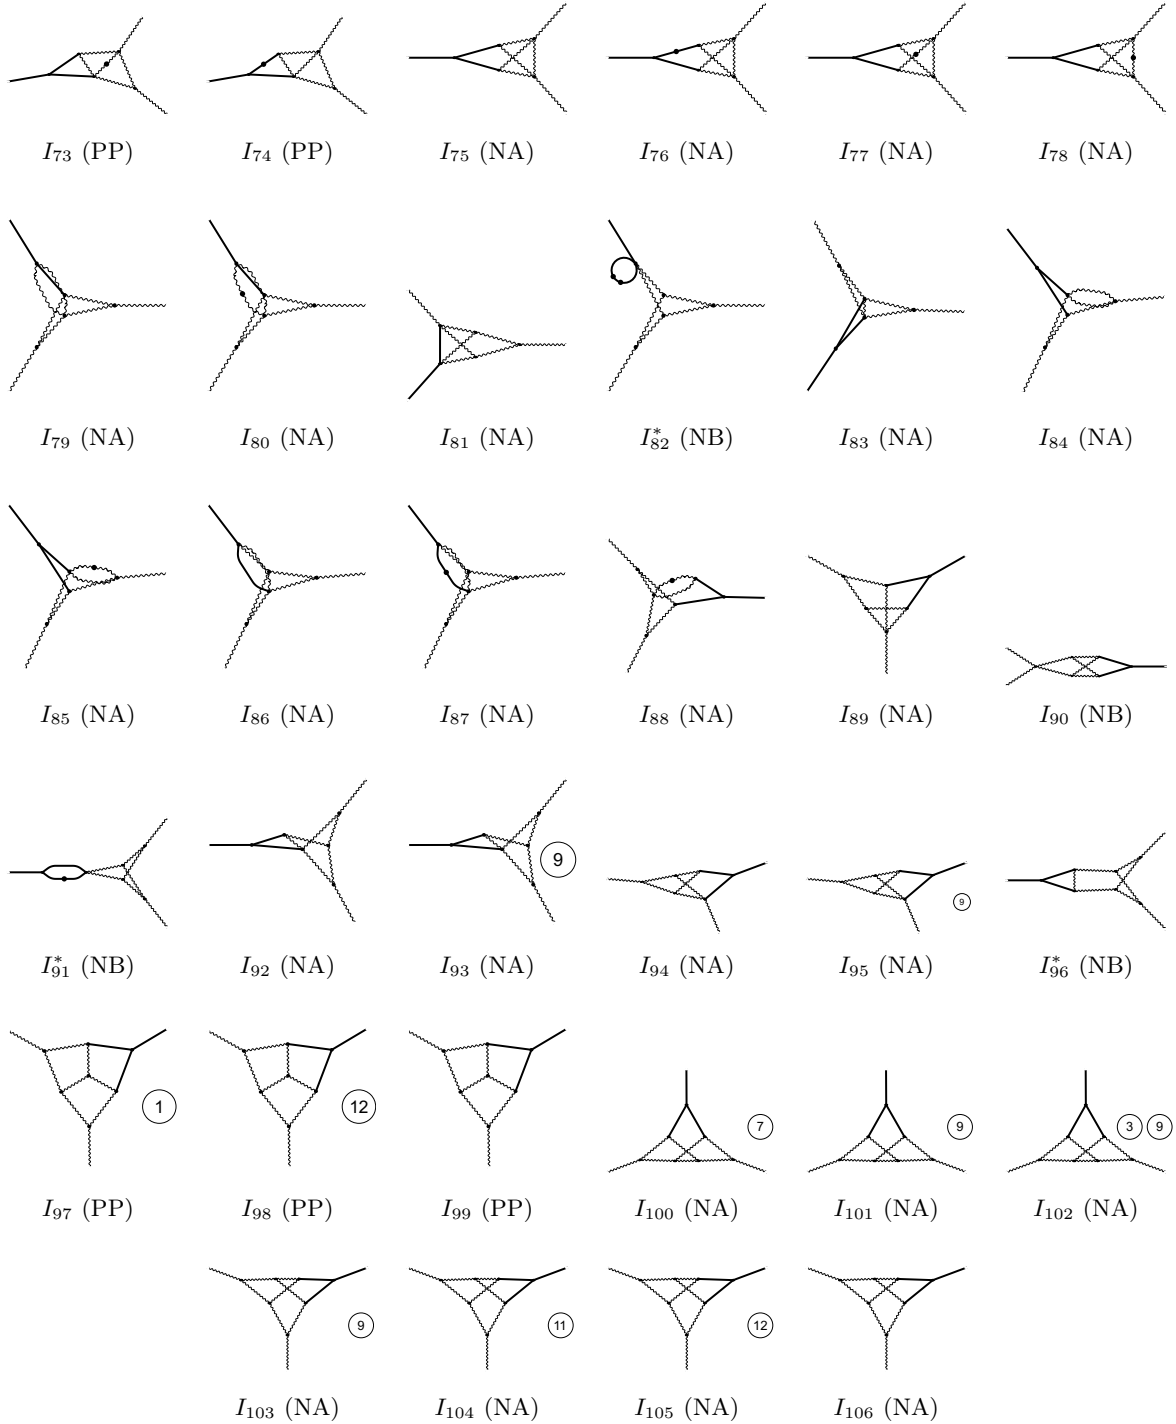 I73 (PP) I74 (PP) I75 (NA) I76 (NA) I77 (NA) I78 (NA)
I79 (NA) I80 (NA) I81 (NA) I*82 (NB) I83 (NA) I84 (NA)
I85 (NA) I86 (NA) I87 (NA) I88 (NA) I89 (NA) I90 (NB)
9
9
I*91 (NB) I92 (NA) I93 (NA) I94 (NA) I95 (NA) I*96 (NB)
1 12 7 9 3 9
I97 (PP) I98 (PP) I99 (PP) I100 (NA) I101 (NA) I102 (NA)
9 11 12
I103 (NA) I104 (NA) I105 (NA) I106 (NA)